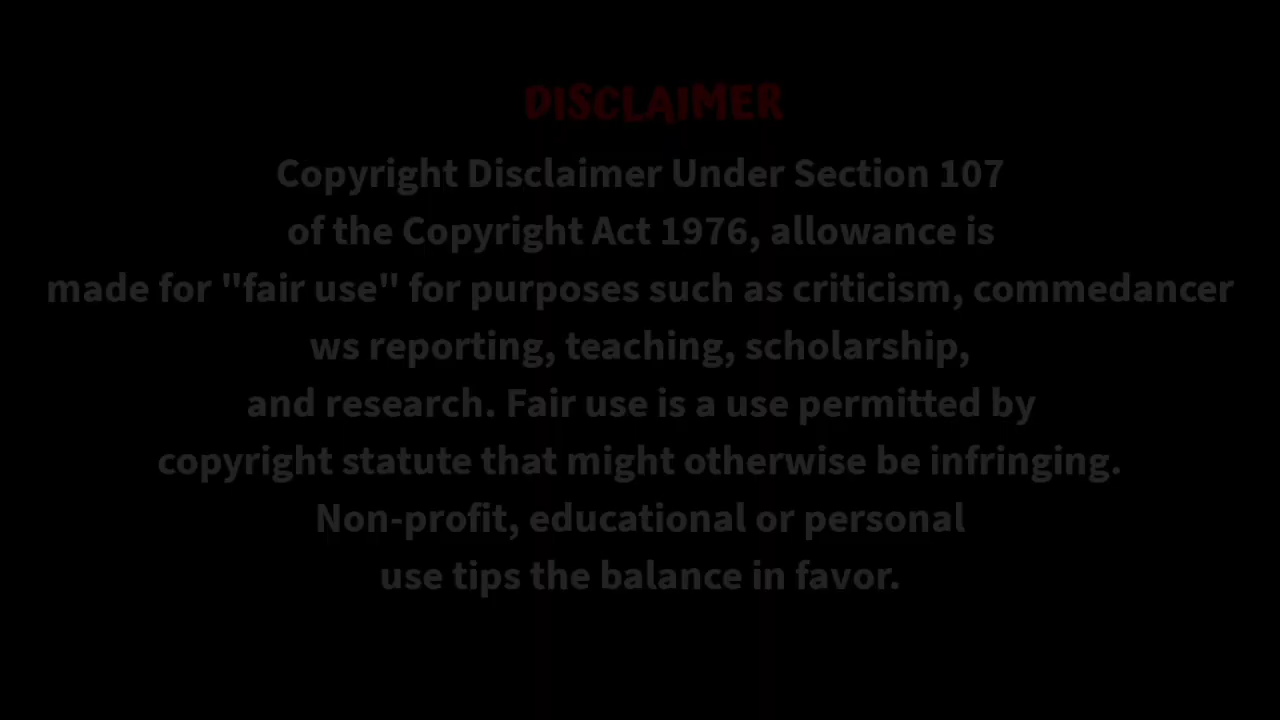 DISCLAIMER
Copyright Disclaimer Under Section 107
of the Copyright Act 1976, allowance is
made for "fair use" for purposes such as criticism, commedancer
ws reporting, teaching, scholarship,
and research. Fair use is a use permitted by
copyright statute that might otherwise be infringing.
Non-profit, educational or personal
use tips the balance in favor.